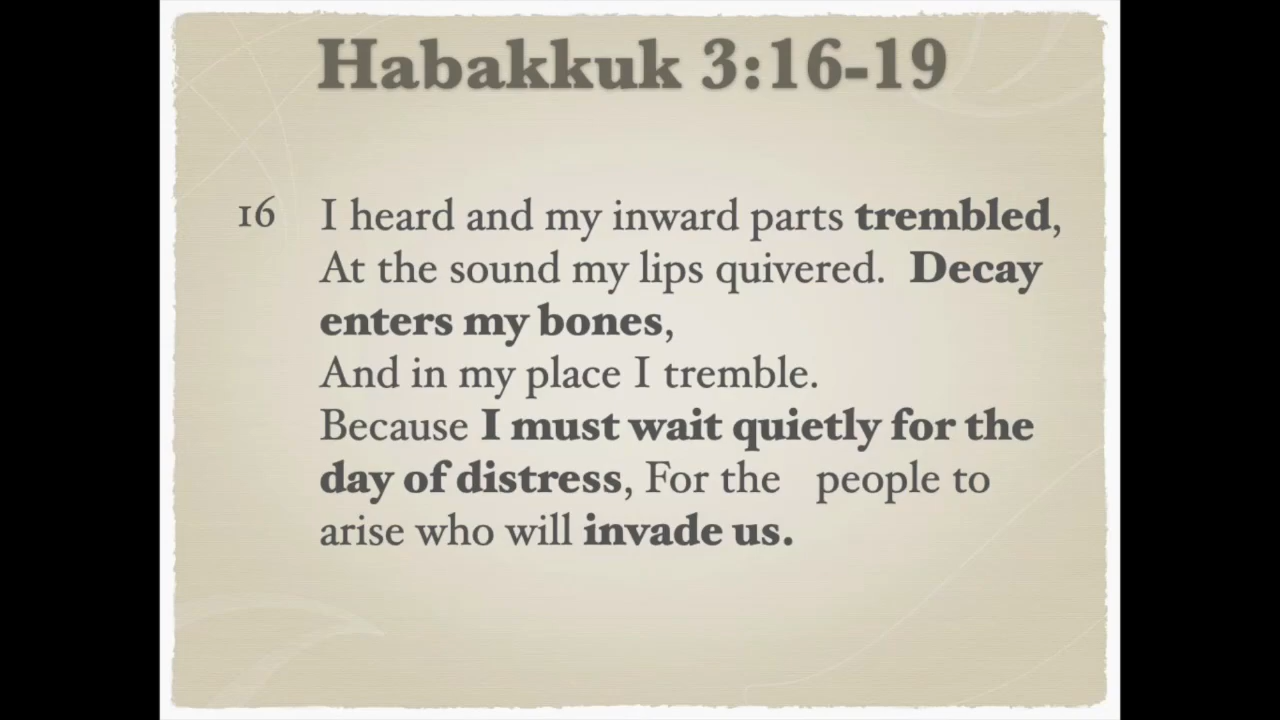 Habakkuk 3:16-19
16 I heard and my inward parts trembled,
At the sound my lips quivered. Decay
enters my bones,
And in my place I tremble.
Because I must wait quietly for the
day of distress, For the people to
arise who will invade us.